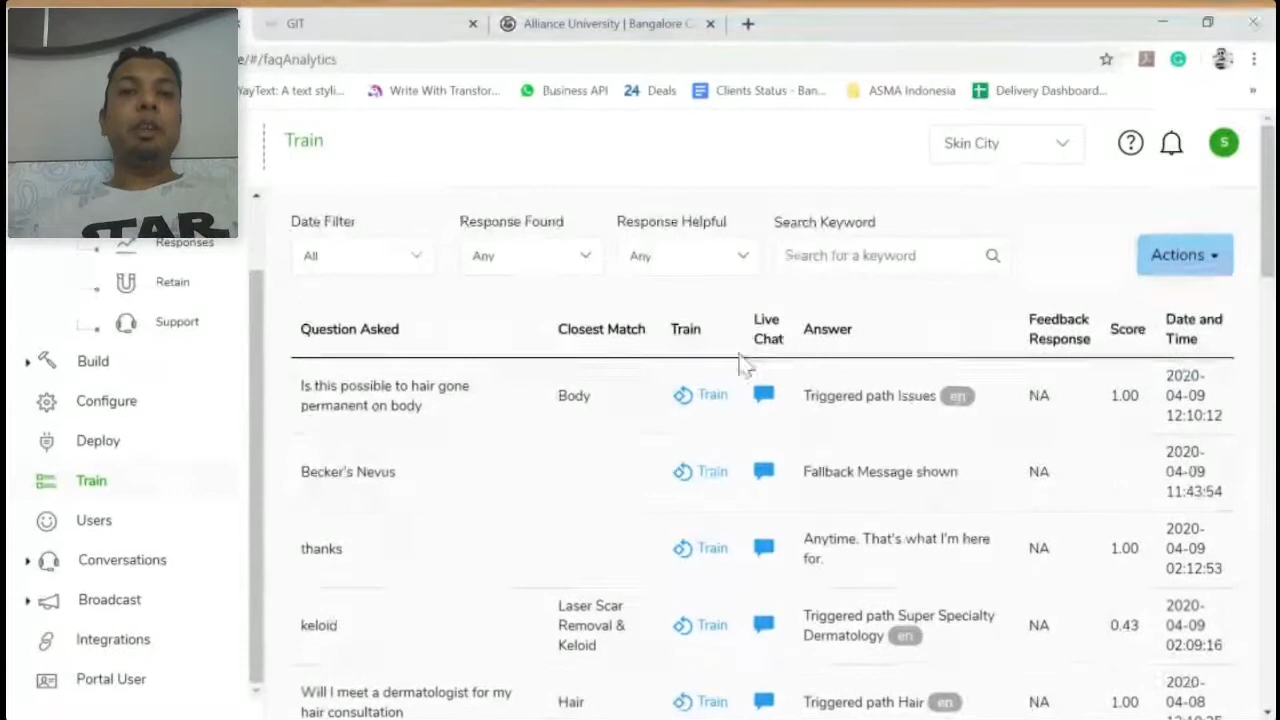 GIT
Alliance University | Bangalore C
e/#/faqAnalytics
YayText: A text styli...
Write With Transfor...
Business API
24 Deals
Clients Status - Ban...
ASMA Indonesia
Delivery Dashboard...
»
Train
Skin City
?
S
STAR
Date Filter
Response Found
Response Helpful
Search Keyword
All
Any
Any
Search for a keyword
Actions
Responses
Retain
Support
Build
Configure
Deploy
Train
Users
Conversations
Broadcast
Integrations
Portal User
Question Asked
Closest Match
Train
Live
Chat
Answer
Feedback
Response
Score
Date and
Time
Is this possible to hair gone
permanent on body
Body
Train
Triggered path Issues en
NA
1.00
2020-
04-09
12:10:12
Becker's Nevus
Train
Fallback Message shown
NA
2020-
04-09
11:43:54
thanks
Train
Anytime. That's what I'm here
for.
NA
1.00
2020-
04-09
02:12:53
keloid
Laser Scar
Removal &
Keloid
Train
Triggered path Super Specialty
Dermatology en
NA
0.43
2020-
04-09
02:09:16
Will I meet a dermatologist for my
hair consultation
Hair
Train
Triggered path Hair en
NA
1.00
2020-
04-08